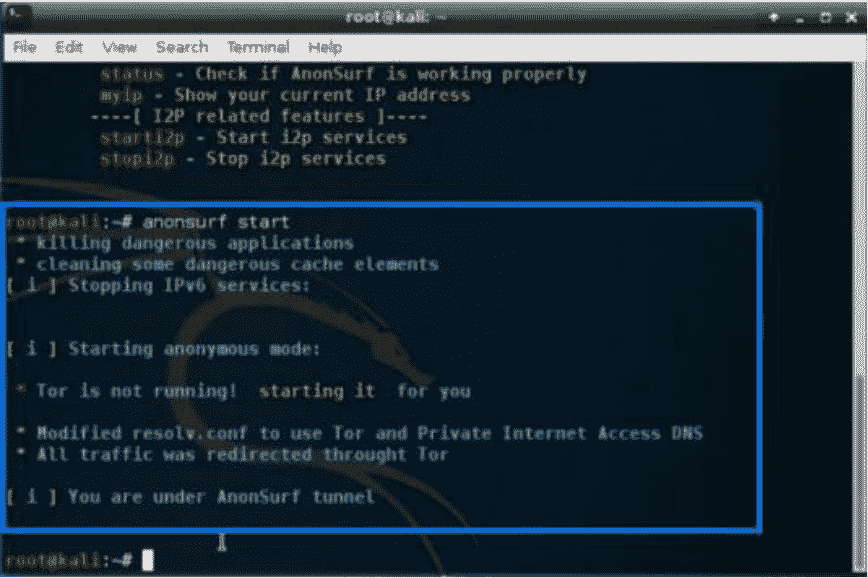 root@kali: ~
File Edit View Search Terminal Help
status - Check if AnonSurf is working properly
myip - Show your current IP address
----[ I2P related features ]----
starti2p - Start i2p services
stopi2p - Stop i2p services
root@kali:~# anonsurf start
* killing dangerous applications
* cleaning some dangerous cache elements
[ i ] Stopping IPv6 services:
[ i ] Starting anonymous mode:
* Tor is not running! starting it for you
* Modified resolv.conf to use Tor and Private Internet Access DNS
* All traffic was redirected throught Tor
[ i ] You are under AnonSurf tunnel
root@kali:~#